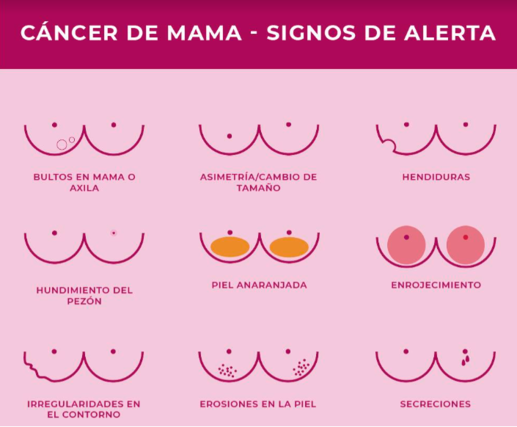 CÁNCER DE MAMA - SIGNOS DE ALERTA
BULTOS EN MAMA O
AXILA
ASIMETRÍA/CAMBIO DE
TAMAÑO
HENDIDURAS
HUNDIMIENTO DEL
PEZÓN
PIEL ANARANJADA
ENROJECIMIENTO
IRREGULARIDADES EN
EL CONTORNO
EROSIONES EN LA PIEL
SECRECIONES